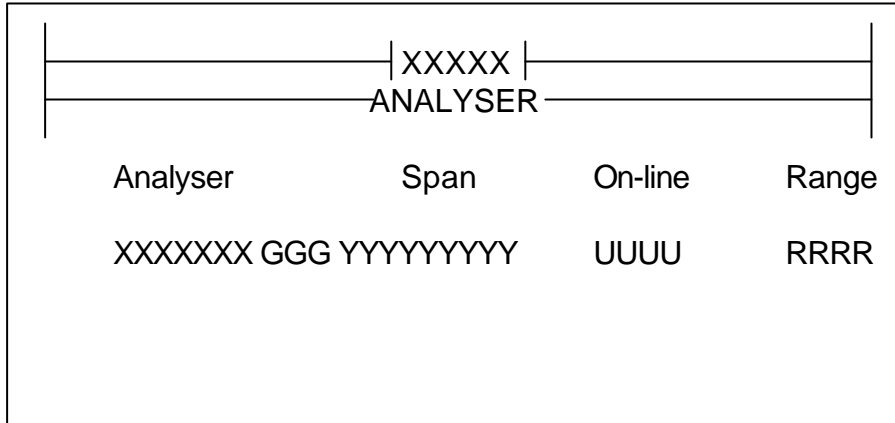 XXXXX
ANALYSER
Analyser Span On-line Range
XXXXXXX GGG YYYYYYYYY UUUU RRRR